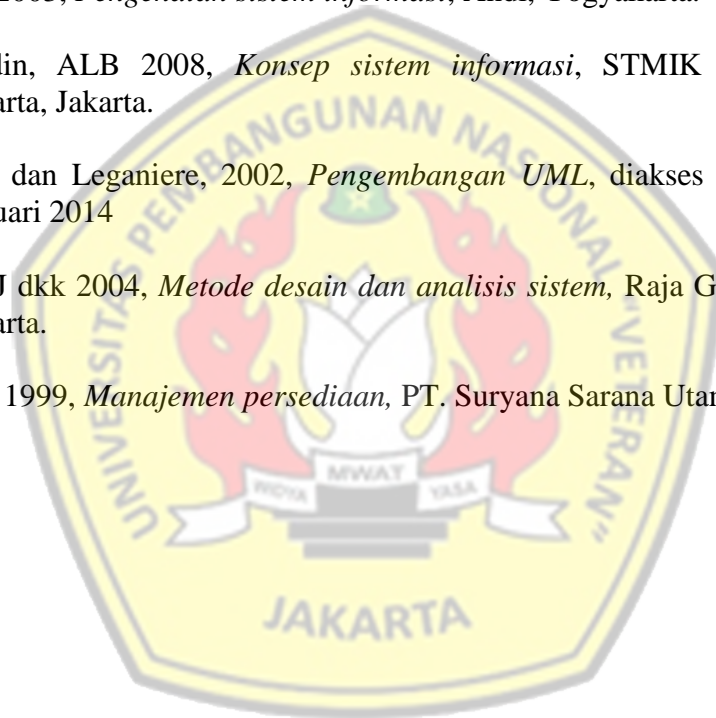 2003, Pengenalan sistem informasi, Andi, Yogyakarta.
din, ALB 2008, Konsep sistem informasi, STMIK
arta, Jakarta.
dan Leganiere, 2002, Pengembangan UML, diakses
uari 2014
J dkk 2004, Metode desain dan analisis sistem, Raja G
arta.
1999, Manajemen persediaan, PT. Suryana Sarana Utam
UNIVERSITAS PEMBANGUNAN NASIONAL "VETERAN"
WIDYA MWAT YASA
JAKARTA